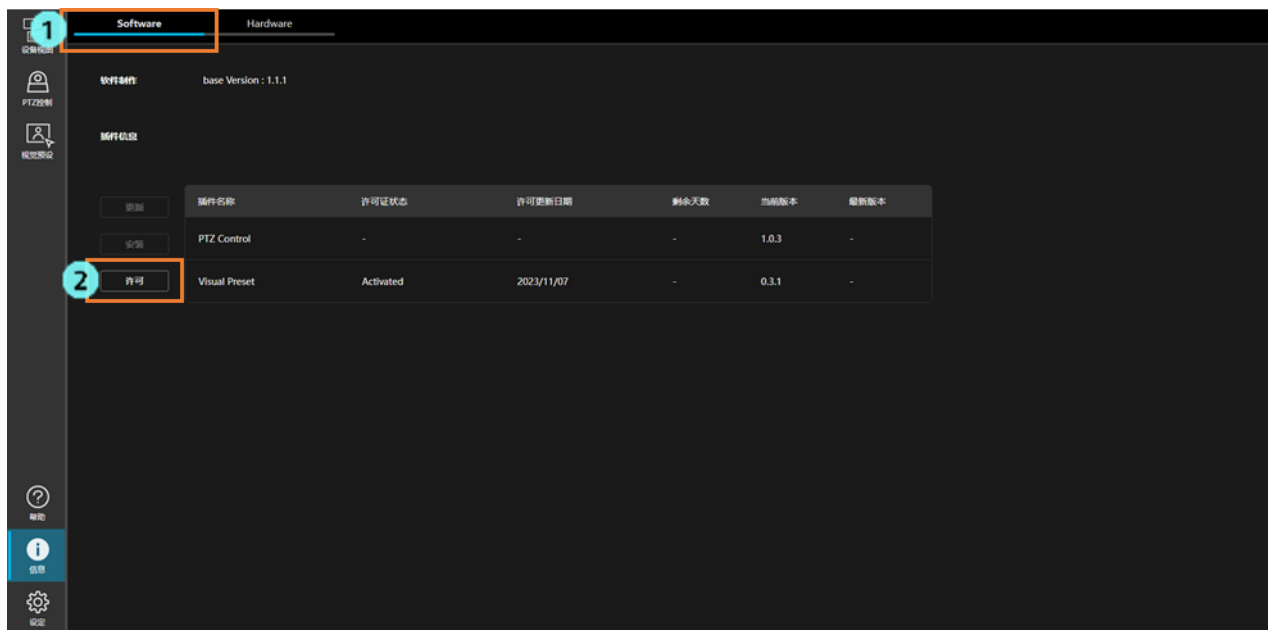 1
Software Hardware
设备视图
软件制作 base Version : 1.1.1
PTZ控制
插件信息
视觉预设
更新 插件名称 许可证状态 许可更新日期 剩余天数 当前版本 最新版本
安装 PTZ Control - - - 1.0.3 -
2 许可 Visual Preset Activated 2023/11/07 - 0.3.1 -
帮助
信息
设定